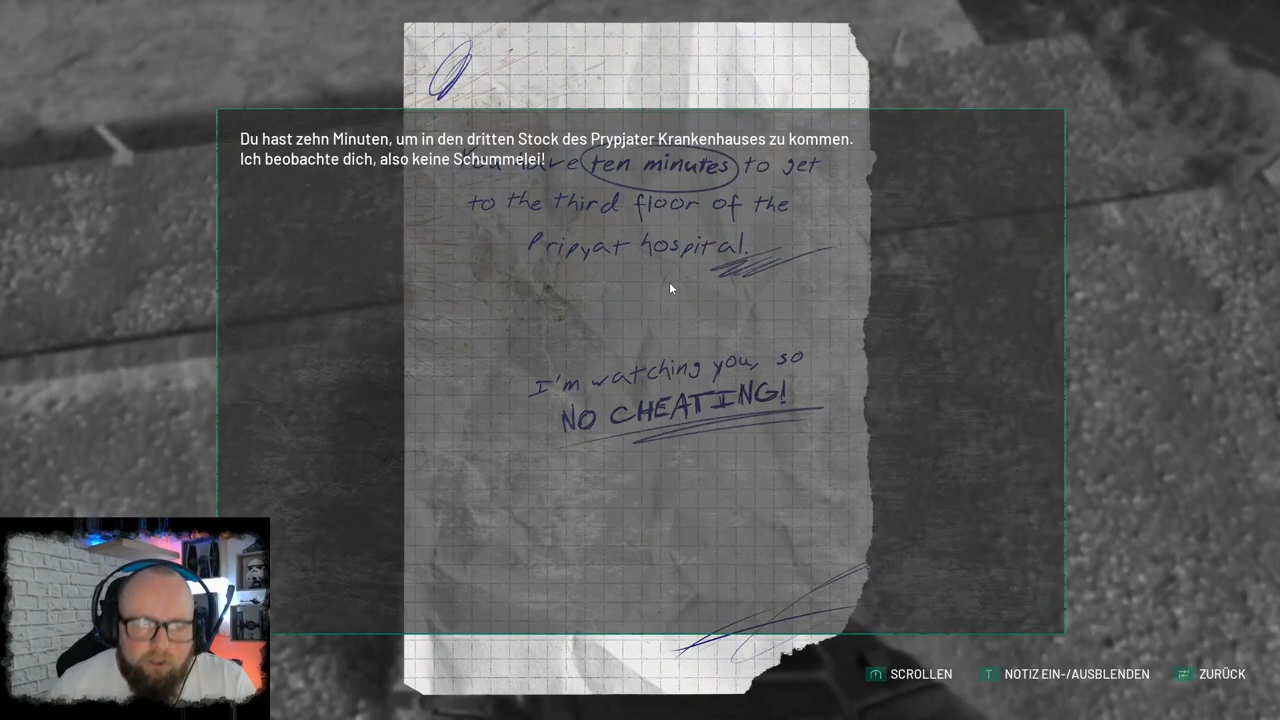 Du hast zehn Minuten, um in den dritten Stock des Prypjater Krankenhauses zu kommen.
Ich beobachte dich, also keine Schummelei!
ten minutes to get
to the third floor of the
Pripyat hospital.
I'm watching you, so
NO CHEATING!
SCROLLEN
T NOTIZ EIN-/AUSBLENDEN
ZURÜCK